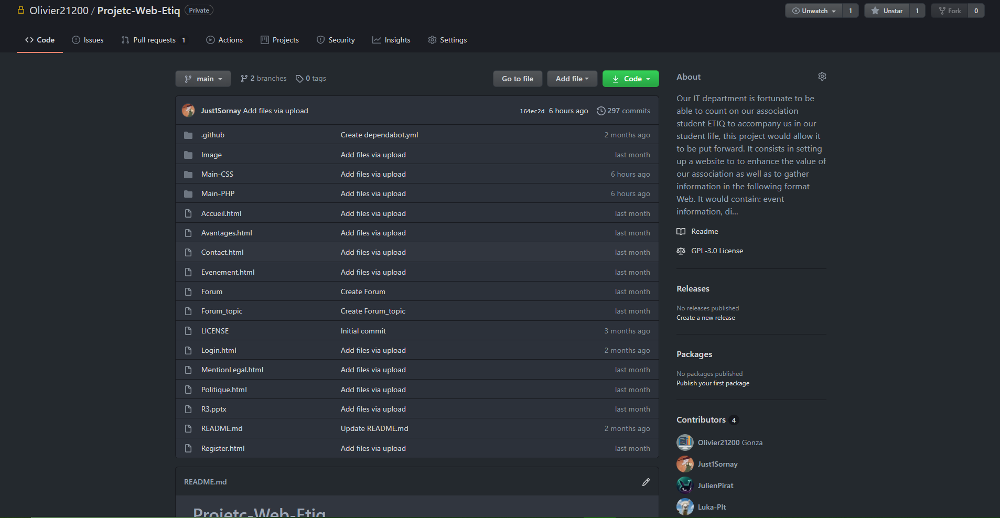 Olivier21200 / Projetc-Web-Etiq Private
Unwatch 1 Unstar 1 Fork 0
Code Issues Pull requests 1 Actions Projects Security Insights Settings
main 2 branches 0 tags Go to file Add file Code
Just1Sornay Add files via upload 164ec2d 6 hours ago 297 commits
.github Create dependabot.yml 2 months ago
Image Add files via upload last month
Main-CSS Add files via upload 6 hours ago
Main-PHP Add files via upload 6 hours ago
Accueil.html Add files via upload last month
Avantages.html Add files via upload last month
Contact.html Add files via upload last month
Evenement.html Add files via upload last month
Forum Create Forum last month
Forum_topic Create Forum_topic last month
LICENSE Initial commit 3 months ago
Login.html Add files via upload 2 months ago
MentionLegal.html Add files via upload last month
Politique.html Add files via upload last month
R3.pptx Add files via upload last month
README.md Update README.md 2 months ago
Register.html Add files via upload last month
README.md
Projetc-Web-Etiq
About
Our IT department is fortunate to be
able to count on our association
student ETIQ to accompany us in our
student life, this project would allow it
to be put forward. It consists in setting
up a website to to enhance the value of
our association as well as to gather
information in the following format
Web. It would contain: event
information, di...
Readme
GPL-3.0 License
Releases
No releases published
Create a new release
Packages
No packages published
Publish your first package
Contributors 4
Olivier21200 Gonza
Just1Sornay
JulienPirat
Luka-Plt